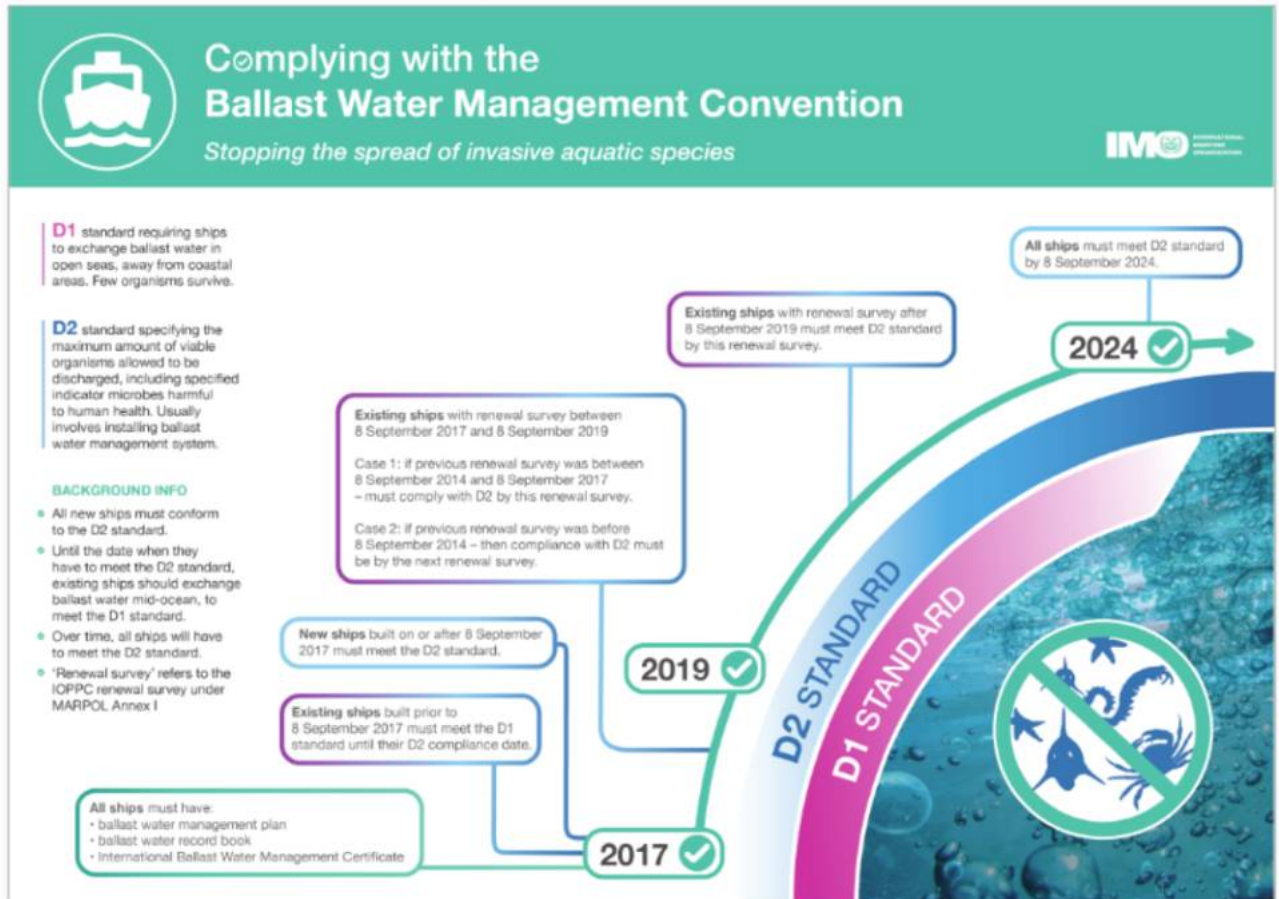 Complying with the
Ballast Water Management Convention
Stopping the spread of invasive aquatic species
IMO
INTERNATIONAL
MARITIME
ORGANIZATION
D1 standard requiring ships
to exchange ballast water in
open seas, away from coastal
areas. Few organisms survive.
D2 standard specifying the
maximum amount of viable
organisms allowed to be
discharged, including specified
indicator microbes harmful
to human health. Usually
involves installing ballast
water management system.
BACKGROUND INFO
• All new ships must conform
to the D2 standard.
• Until the date when they
have to meet the D2 standard,
existing ships should exchange
ballast water mid-ocean, to
meet the D1 standard.
• Over time, all ships will have
to meet the D2 standard.
• 'Renewal survey' refers to the
IOPPC renewal survey under
MARPOL Annex I
All ships must meet D2 standard
by 8 September 2024.
2024
Existing ships with renewal survey after
8 September 2019 must meet D2 standard
by this renewal survey.
Existing ships with renewal survey between
8 September 2017 and 8 September 2019
Case 1: if previous renewal survey was between
8 September 2014 and 8 September 2017
– must comply with D2 by this renewal survey.
Case 2: if previous renewal survey was before
8 September 2014 – then compliance with D2 must
be by the next renewal survey.
2019
New ships built on or after 8 September
2017 must meet the D2 standard.
Existing ships built prior to
8 September 2017 must meet the D1
standard until their D2 compliance date.
All ships must have:
• ballast water management plan
• ballast water record book
• International Ballast Water Management Certificate
2017
D2 STANDARD
D1 STANDARD